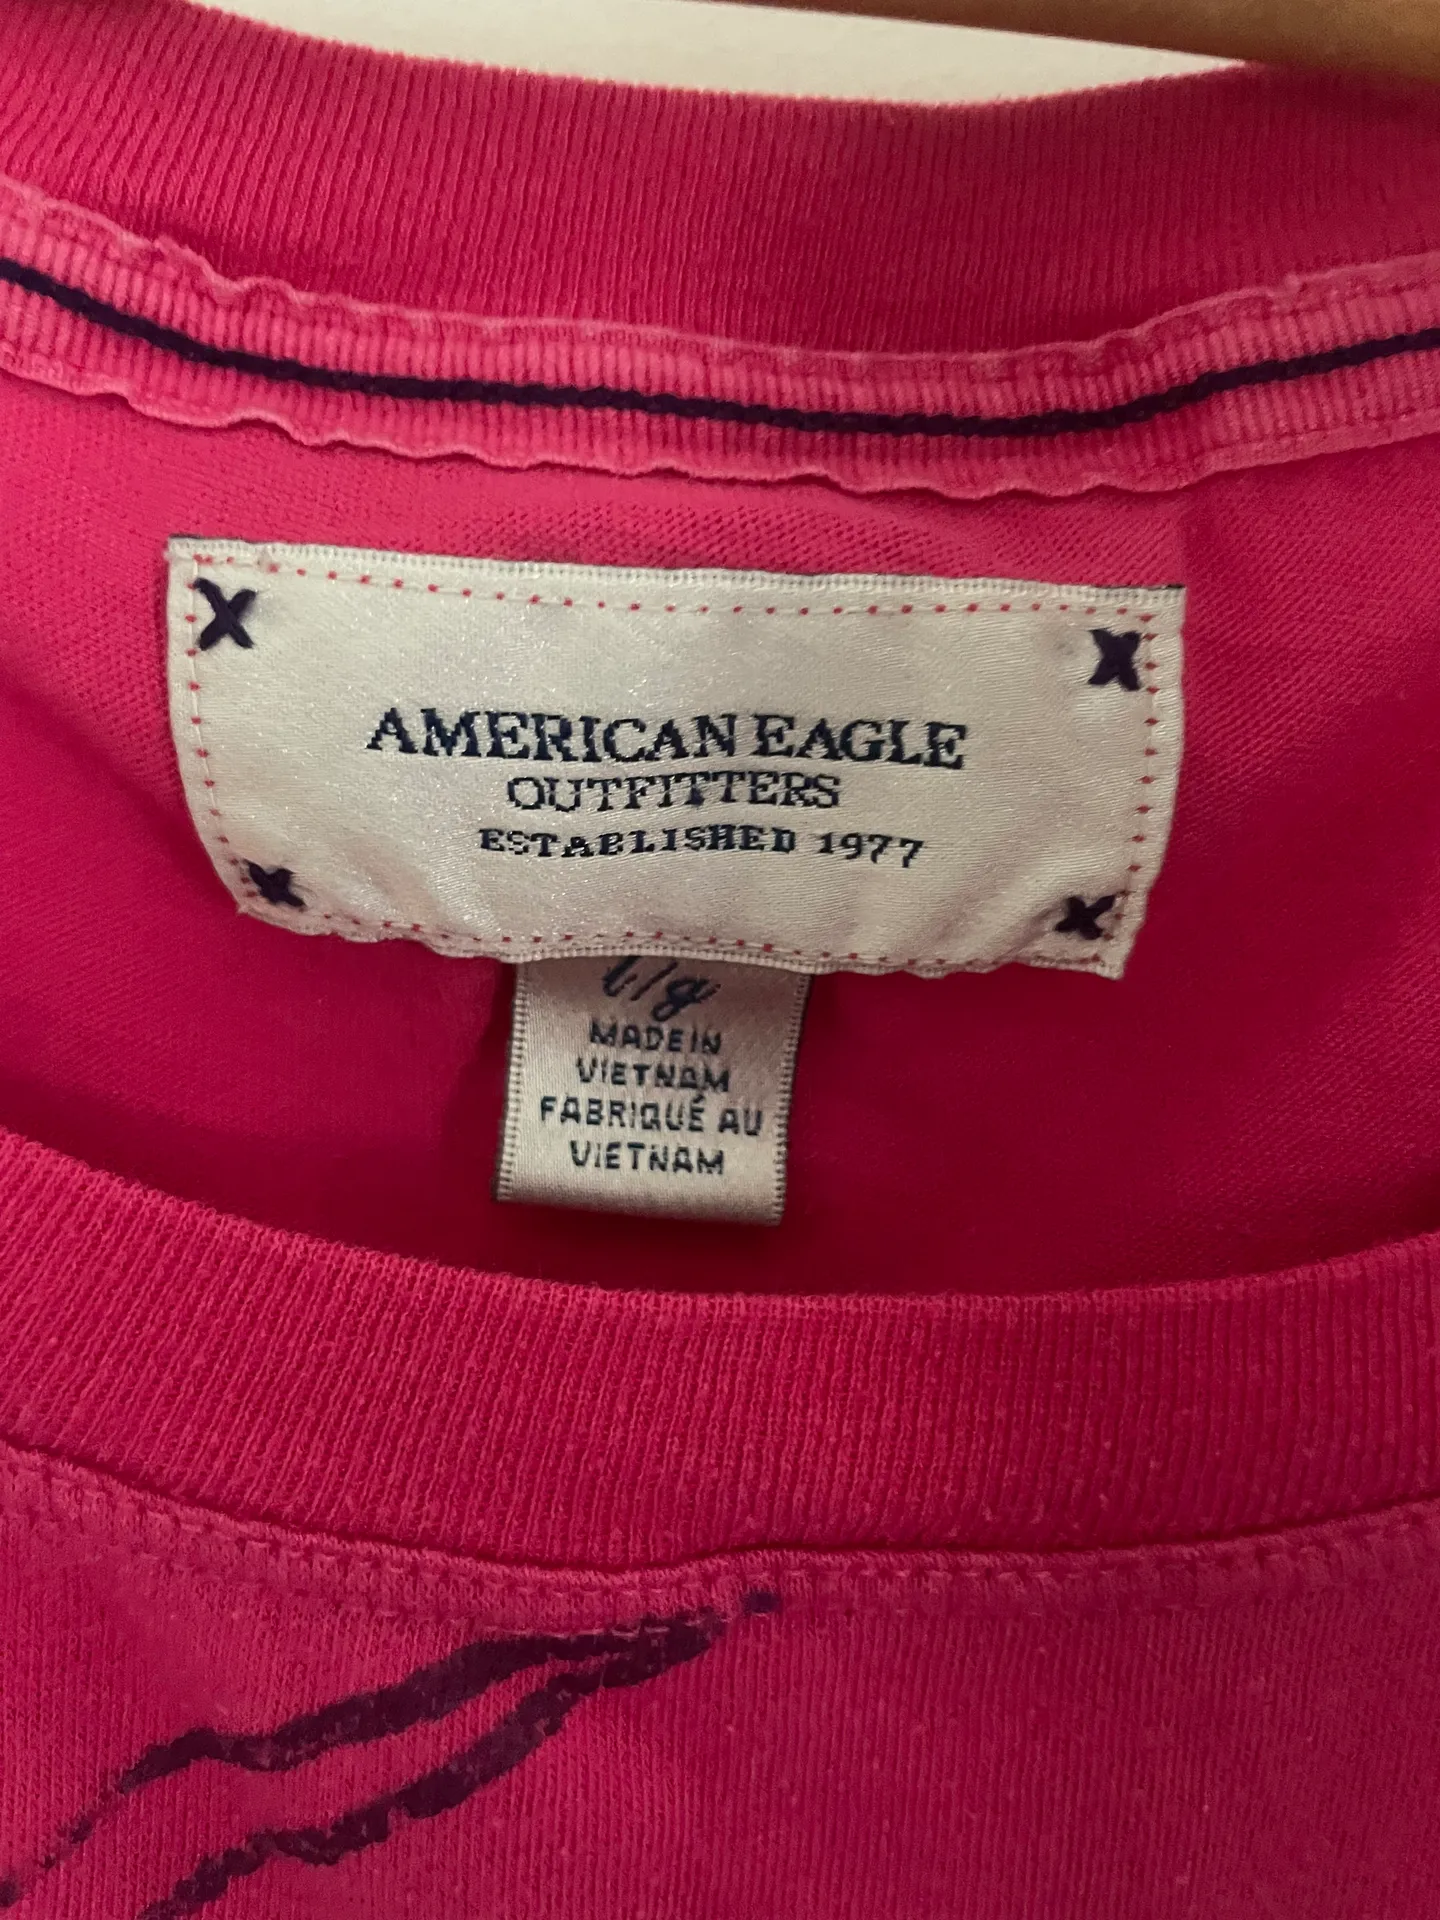 AMERICAN EAGLE
OUTFITTERS
ESTABLISHED 1977
l/g
MADE IN
VIETNAM
FABRIQUÉ AU
VIETNAM